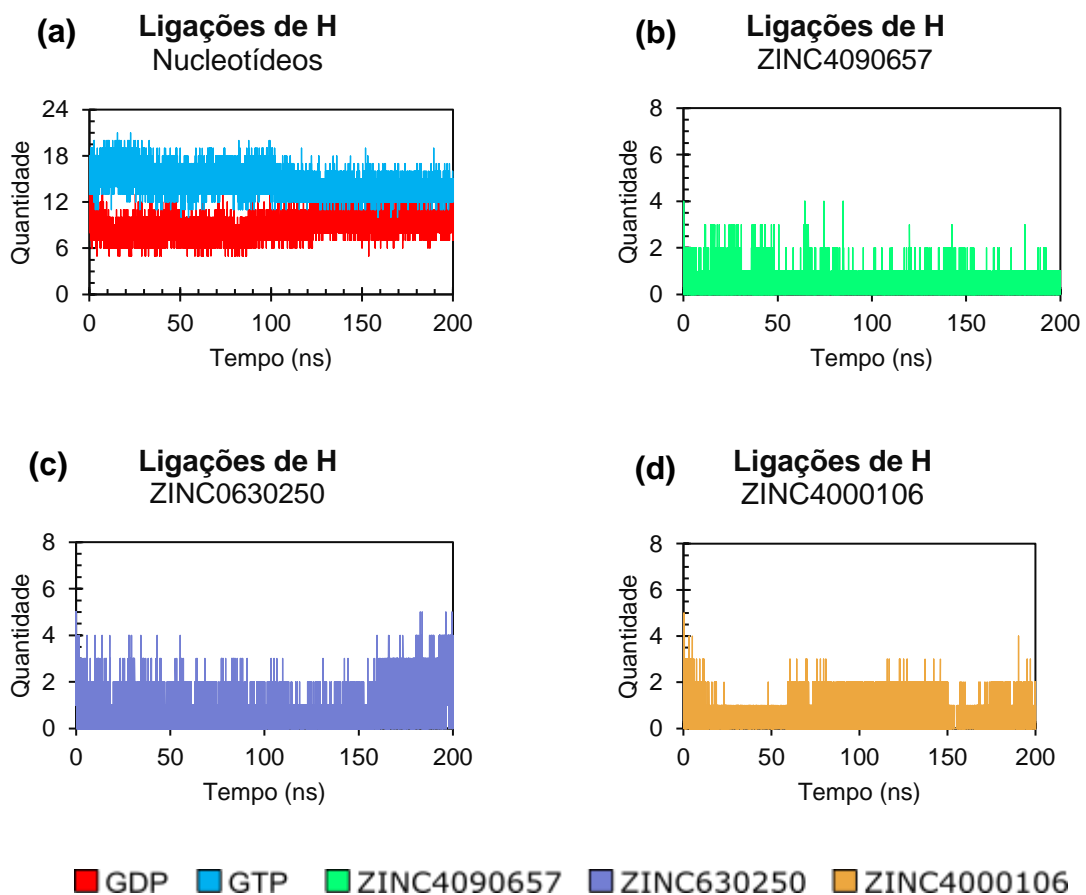 (a) Ligações de H
Nucleotídeos
24
18
12
6
0
Quantidade
0 50 100 150 200
Tempo (ns)
(b) Ligações de H
ZINC4090657
8
6
4
2
0
Quantidade
0 50 100 150 200
Tempo (ns)
(c) Ligações de H
ZINC0630250
8
6
4
2
0
Quantidade
0 50 100 150 200
Tempo (ns)
(d) Ligações de H
ZINC4000106
8
6
4
2
0
Quantidade
0 50 100 150 200
Tempo (ns)
GDP GTP ZINC4090657 ZINC630250 ZINC4000106